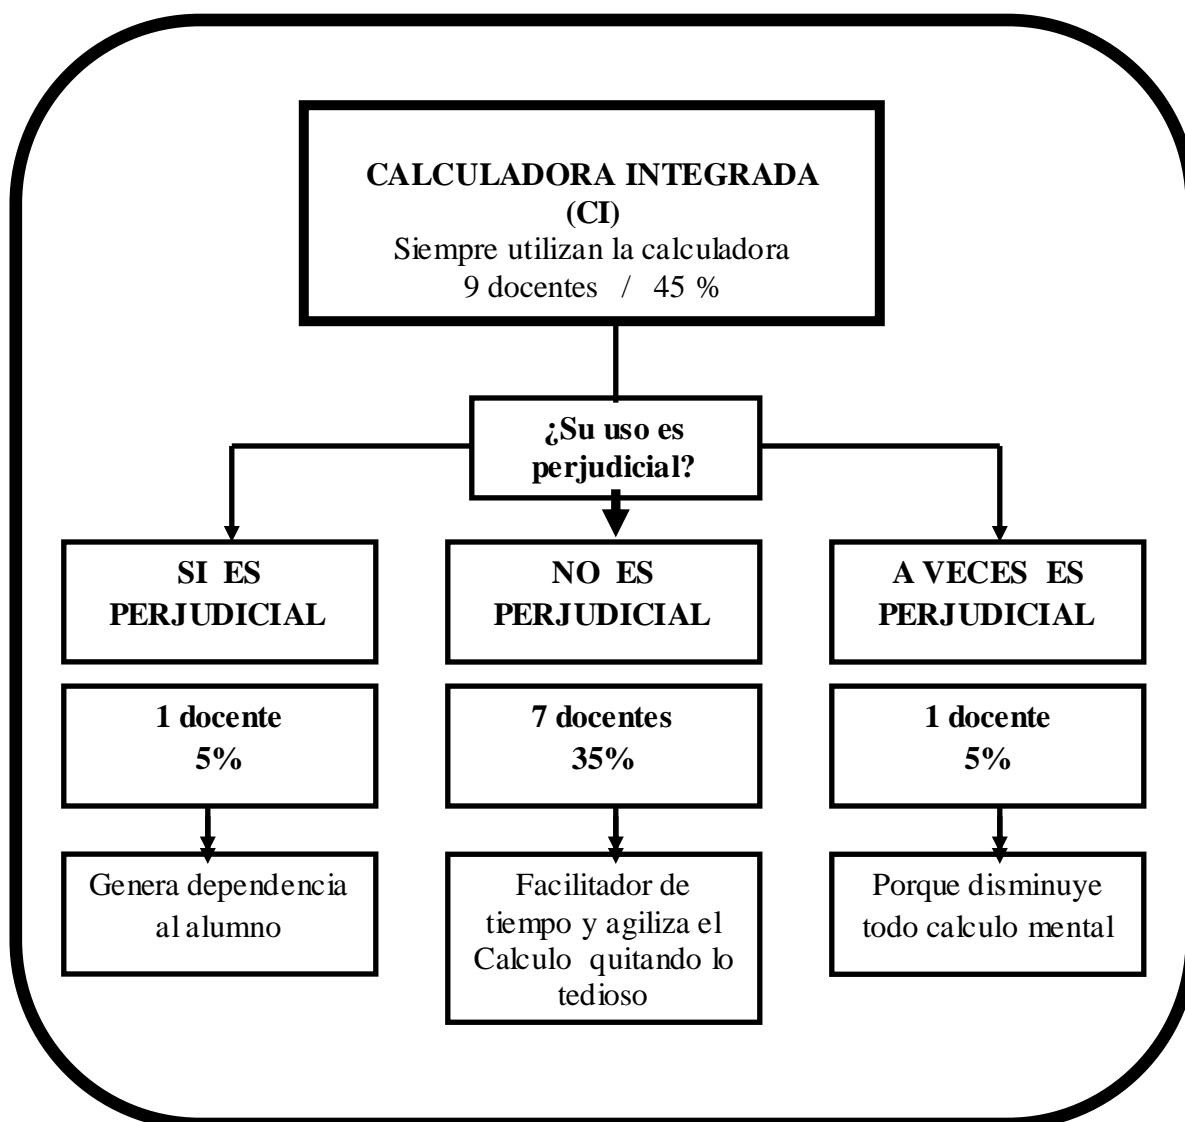 CALCULADORA INTEGRADA
(CI)
Siempre utilizan la calculadora
9 docentes / 45 %
¿Su uso es
perjudicial?
SI ES
PERJUDICIAL
NO ES
PERJUDICIAL
A VECES ES
PERJUDICIAL
1 docente
5%
7 docentes
35%
1 docente
5%
Genera dependencia
al alumno
Facilitador de
tiempo y agiliza el
Calculo quitando lo
tedioso
Porque disminuye
todo calculo mental